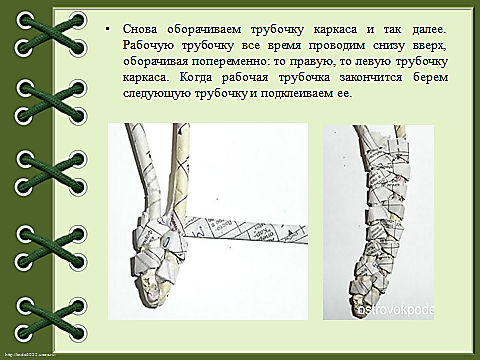 • Снова оборачиваем трубочку каркаса и так далее.
Рабочую трубочку все время проводим снизу вверх,
оборачивая попеременно: то правую, то левую трубочку
каркаса. Когда рабочая трубочка закончится берем
следующую трубочку и подклеиваем ее.
ostrovokpode